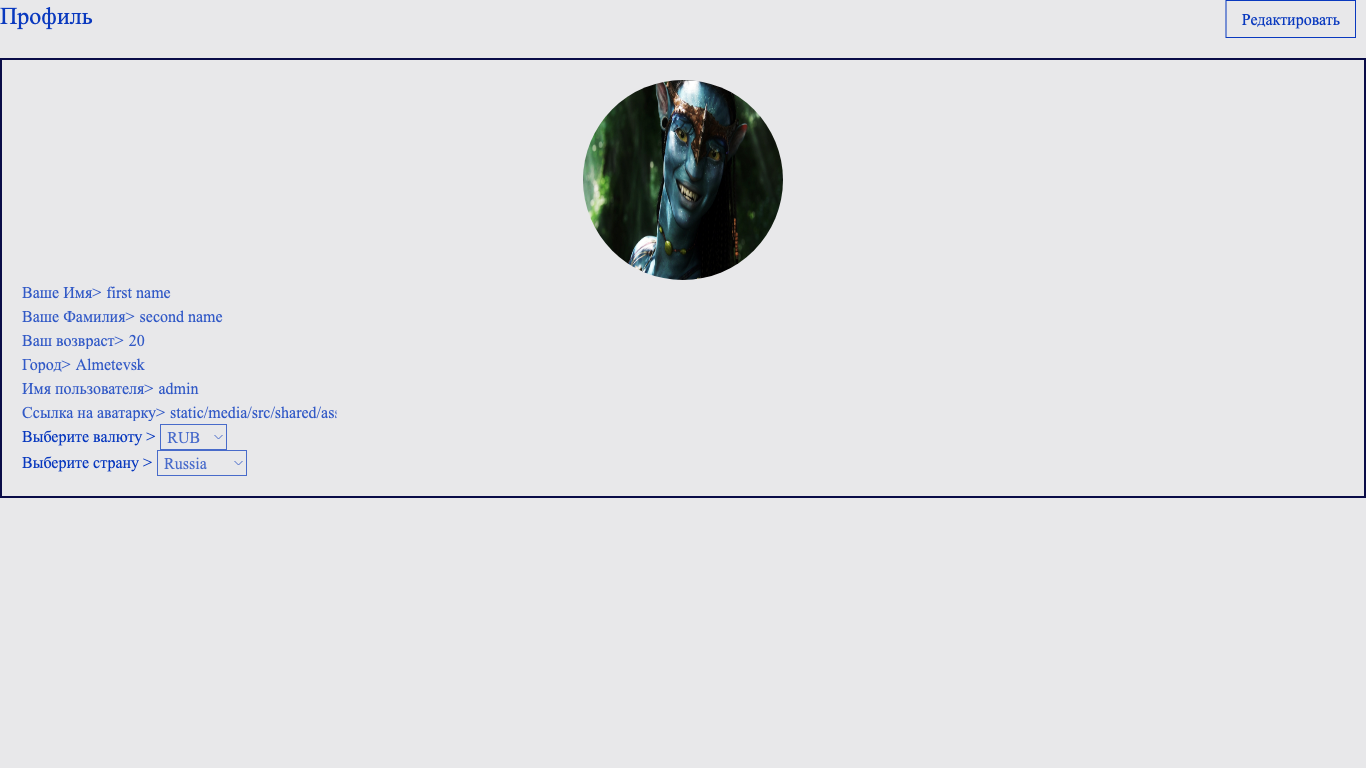 Профиль
Редактировать
Ваше Имя> first name
Ваше Фамилия> second name
Ваш возвраст> 20
Город> Almetevsk
Имя пользователя> admin
Ссылка на аватарку> static/media/src/shared/as
Выберите валюту > RUB
Выберите страну > Russia